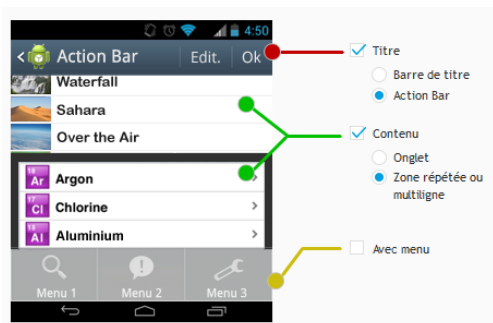 4:50
< Action Bar Edit. Ok
Waterfall
Sahara
Over the Air
18
Ar Argon
17
Cl Chlorine
Al Aluminium
Menu 1 Menu 2 Menu 3
Titre
Barre de titre
Action Bar
Contenu
Onglet
Zone répétée ou
multiligne
Avec menu